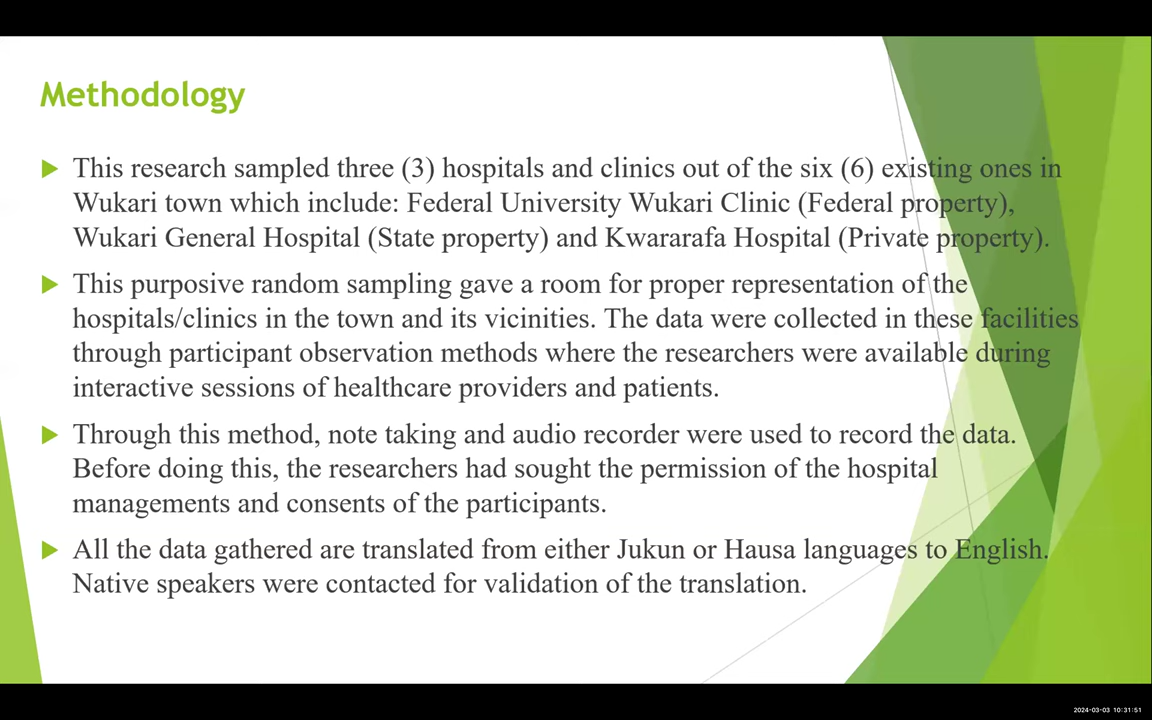 Methodology
This research sampled three (3) hospitals and clinics out of the six (6) existing ones in
Wukari town which include: Federal University Wukari Clinic (Federal property),
Wukari General Hospital (State property) and Kwararafa Hospital (Private property).
This purposive random sampling gave a room for proper representation of the
hospitals/clinics in the town and its vicinities. The data were collected in these facilities
through participant observation methods where the researchers were available during
interactive sessions of healthcare providers and patients.
Through this method, note taking and audio recorder were used to record the data.
Before doing this, the researchers had sought the permission of the hospital
managements and consents of the participants.
All the data gathered are translated from either Jukun or Hausa languages to English.
Native speakers were contacted for validation of the translation.
2024-03-03 10:31:51